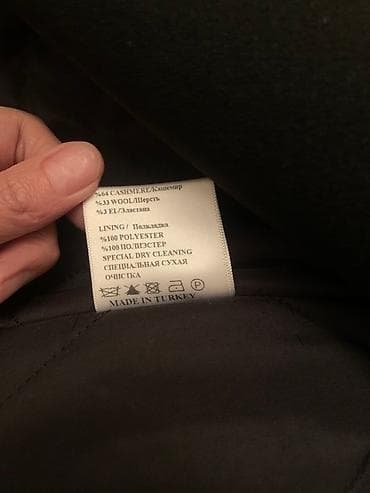 %64 CASHMERE/Кашемир
%33 WOOL/Шерсть
%3 EL/Эластана
LINING / Подкладка
%100 POLYESTER
%100 ПОЛИЭСТЕР
SPECIAL DRY CLEANING
СПЕЦИАЛЬНАЯ СУХАЯ
ОЧИСТКА
P
MADE IN TURKEY